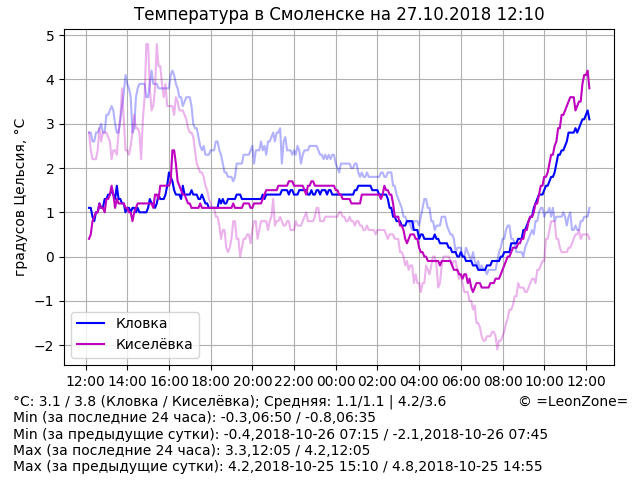 Температура в Смоленске на 27.10.2018 12:10
градусов Цельсия, °C
5
4
3
2
1
0
−1
−2
Кловка
Киселёвка
12:00 14:00 16:00 18:00 20:00 22:00 00:00 02:00 04:00 06:00 08:00 10:00 12:00
°C: 3.1 / 3.8 (Кловка / Киселёвка); Средняя: 1.1/1.1 | 4.2/3.6 © =LeonZone=
Min (за последние 24 часа): -0.3,06:50 / -0.8,06:35
Min (за предыдущие сутки): -0.4,2018-10-26 07:15 / -2.1,2018-10-26 07:45
Max (за последние 24 часа): 3.3,12:05 / 4.2,12:05
Max (за предыдущие сутки): 4.2,2018-10-25 15:10 / 4.8,2018-10-25 14:55